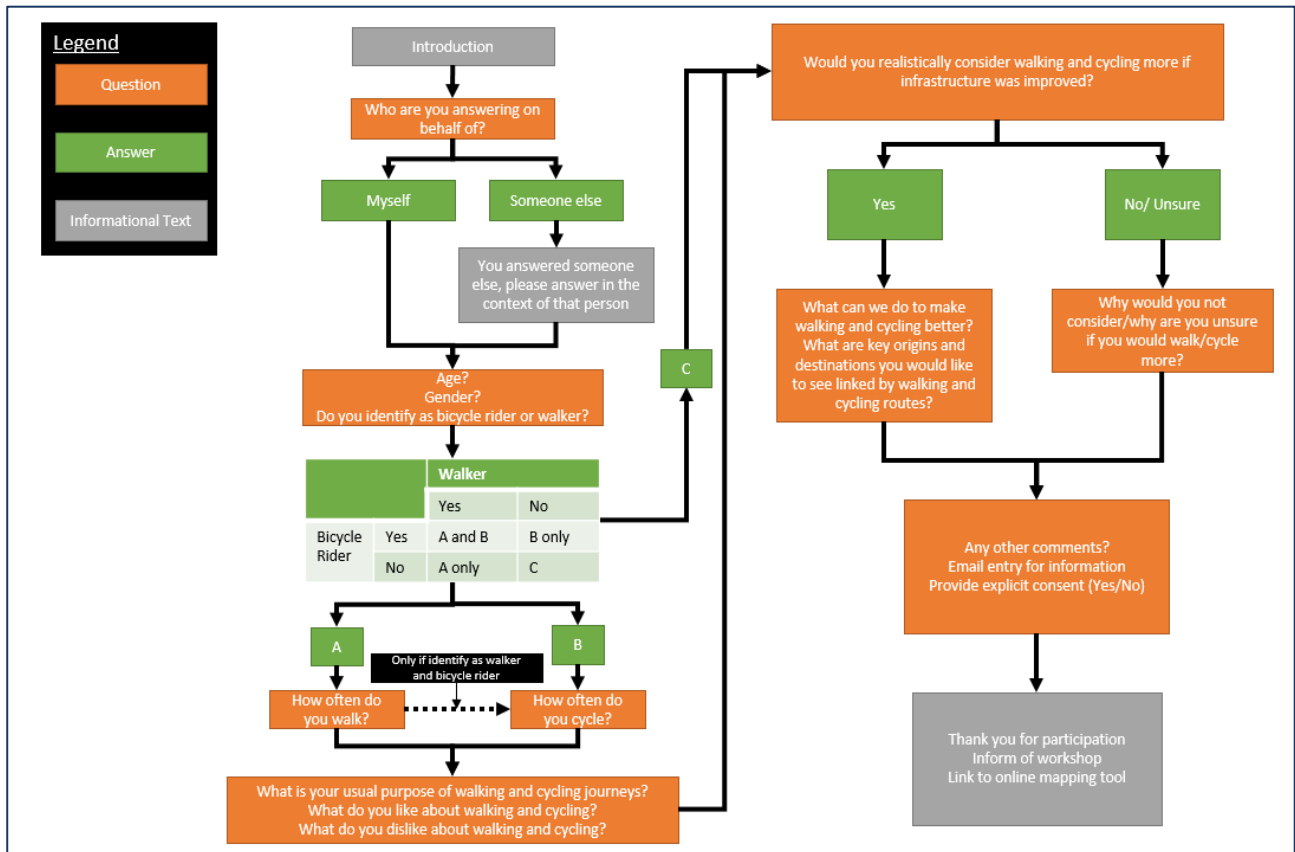 Legend
Question
Answer
Informational Text
Introduction
Who are you answering on
behalf of?
Myself
Someone else
You answered someone
else, please answer in the
context of that person
Age?
Gender?
Do you identify as bicycle rider or walker?
Walker
Yes No
Bicycle
Rider
Yes A and B B only
No A only C
A
B
Only if identify as walker
and bicycle rider
How often do
you walk?
How often do
you cycle?
What is your usual purpose of walking and cycling journeys?
What do you like about walking and cycling?
What do you dislike about walking and cycling?
C
Would you realistically consider walking and cycling more if
infrastructure was improved?
Yes
No/ Unsure
What can we do to make
walking and cycling better?
What are key origins and
destinations you would like
to see linked by walking and
cycling routes?
Why would you not
consider/why are you unsure
if you would walk/cycle
more?
Any other comments?
Email entry for information
Provide explicit consent (Yes/No)
Thank you for participation
Inform of workshop
Link to online mapping tool